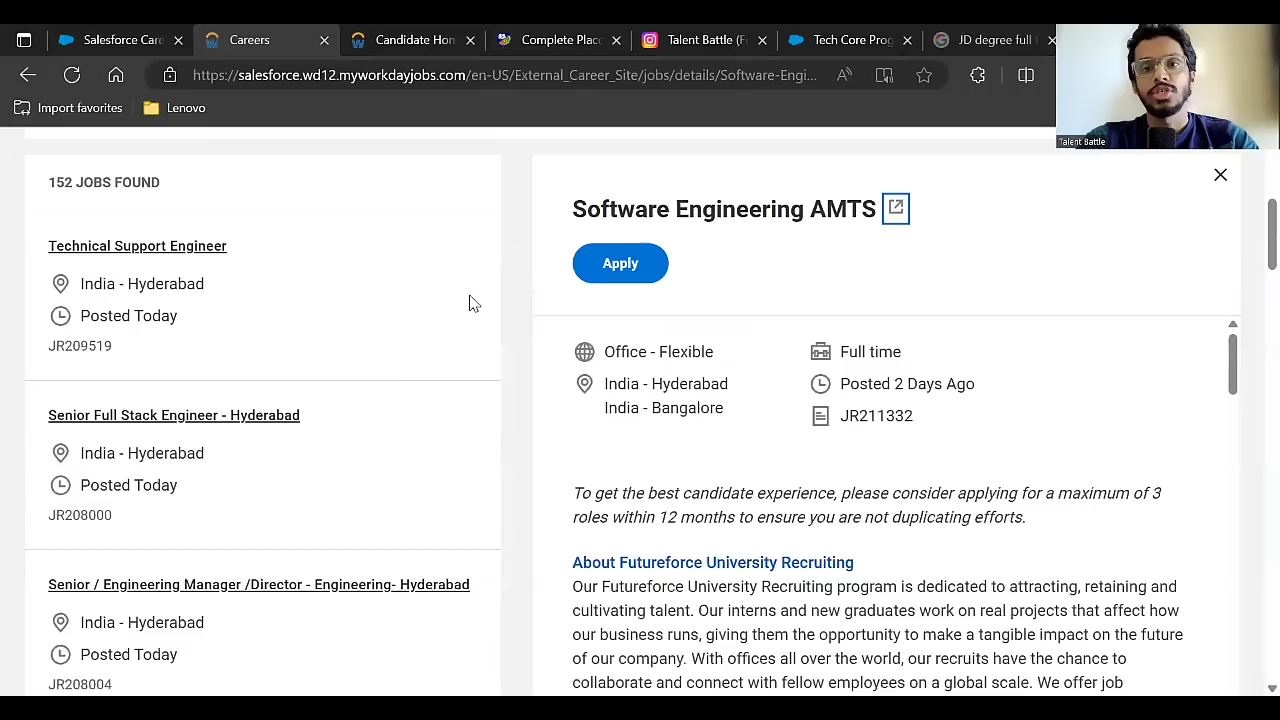 Salesforce Care
Careers
Candidate Hon
Complete Plac
Talent Battle (F
Tech Core Prog
JD degree full f
https://salesforce.wd12.myworkdayjobs.com/en-US/External_Career_Site/jobs/details/Software-Engi...
Import favorites
Lenovo
Talent Battle
152 JOBS FOUND
Technical Support Engineer
India - Hyderabad
Posted Today
JR209519
Senior Full Stack Engineer - Hyderabad
India - Hyderabad
Posted Today
JR208000
Senior / Engineering Manager /Director - Engineering- Hyderabad
India - Hyderabad
Posted Today
JR208004
Software Engineering AMTS
Apply
Office - Flexible
India - Hyderabad
India - Bangalore
Full time
Posted 2 Days Ago
JR211332
To get the best candidate experience, please consider applying for a maximum of 3
roles within 12 months to ensure you are not duplicating efforts.
About Futureforce University Recruiting
Our Futureforce University Recruiting program is dedicated to attracting, retaining and
cultivating talent. Our interns and new graduates work on real projects that affect how
our business runs, giving them the opportunity to make a tangible impact on the future
of our company. With offices all over the world, our recruits have the chance to
collaborate and connect with fellow employees on a global scale. We offer job